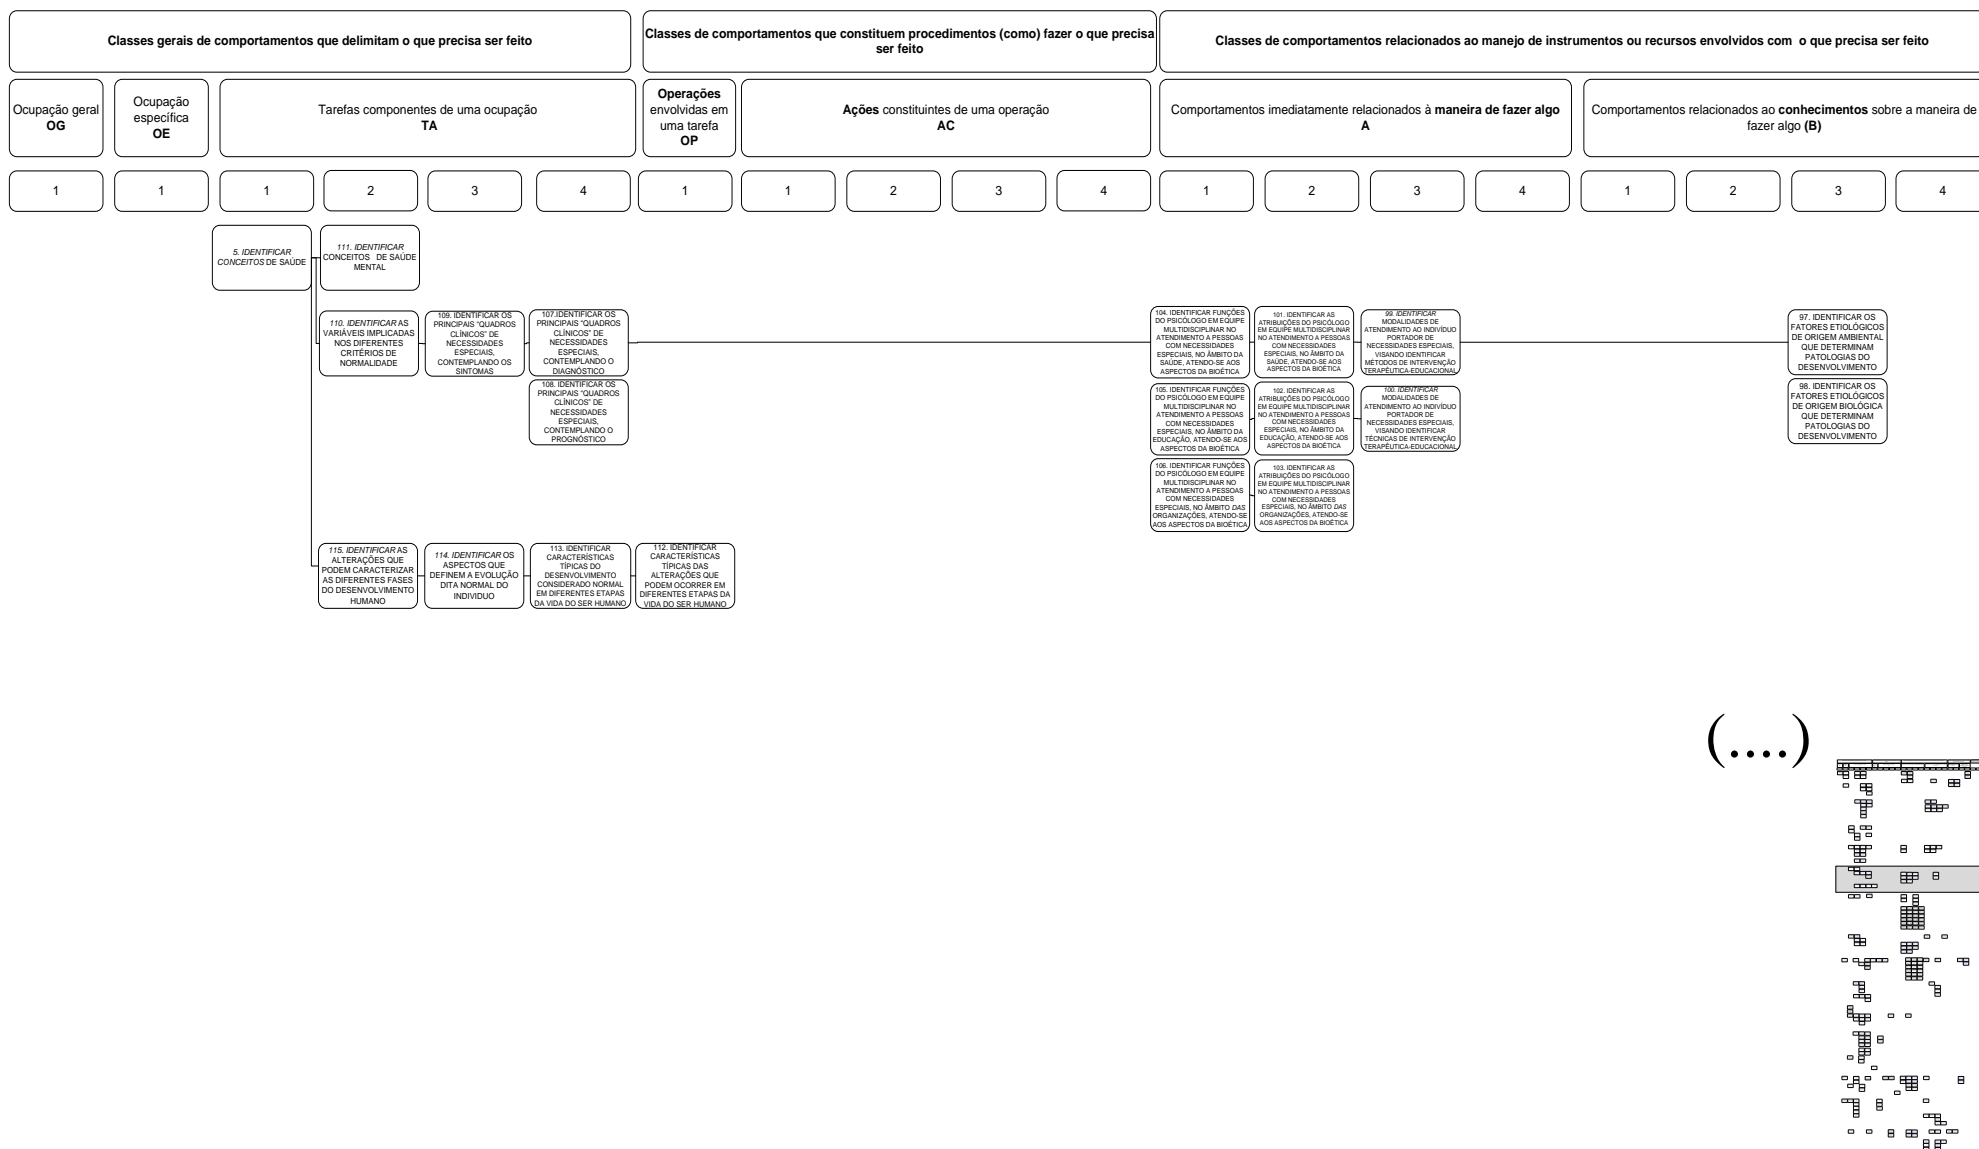 Classes gerais de comportamentos que delimitam o que precisa ser feito
Classes de comportamentos que constituem procedimentos (como) fazer o que precisa
ser feito
Classes de comportamentos relacionados ao manejo de instrumentos ou recursos envolvidos com o que precisa ser feito
Ocupação geral
OG
Ocupação
específica
OE
Tarefas componentes de uma ocupação
TA
Operações
envolvidas em
uma tarefa
OP
Ações constituintes de uma operação
AC
Comportamentos imediatamente relacionados à maneira de fazer algo
A
Comportamentos relacionados ao conhecimentos sobre a maneira de
fazer algo (B)
1
1
1
2
3
4
1
1
2
3
4
1
2
3
4
1
2
3
4
5. IDENTIFICAR
CONCEITOS DE SAÚDE
111. IDENTIFICAR
CONCEITOS DE SAÚDE
MENTAL
110. IDENTIFICAR AS
VARIÁVEIS IMPLICADAS
NOS DIFERENTES
CRITÉRIOS DE
NORMALIDADE
109. IDENTIFICAR OS
PRINCIPAIS "QUADROS
CLÍNICOS" DE
NECESSIDADES
ESPECIAIS,
CONTEMPLANDO OS
SINTOMAS
107.IDENTIFICAR OS
PRINCIPAIS "QUADROS
CLÍNICOS" DE
NECESSIDADES
ESPECIAIS,
CONTEMPLANDO O
DIAGNÓSTICO
108. IDENTIFICAR OS
PRINCIPAIS "QUADROS
CLÍNICOS" DE
NECESSIDADES
ESPECIAIS,
CONTEMPLANDO O
PROGNÓSTICO
104. IDENTIFICAR FUNÇÕES
DO PSICÓLOGO EM EQUIPE
MULTIDISCIPLINAR NO
ATENDIMENTO A PESSOAS
COM NECESSIDADES
ESPECIAIS, NO ÂMBITO DA
SAÚDE, ATENDO-SE AOS
ASPECTOS DA BIOÉTICA
101. IDENTIFICAR AS
ATRIBUIÇÕES DO PSICÓLOGO
EM EQUIPE MULTIDISCIPLINAR
NO ATENDIMENTO A PESSOAS
COM NECESSIDADES
ESPECIAIS, NO ÂMBITO DA
SAÚDE, ATENDO-SE AOS
ASPECTOS DA BIOÉTICA
99. IDENTIFICAR
MODALIDADES DE
ATENDIMENTO AO INDIVÍDUO
PORTADOR DE
NECESSIDADES ESPECIAIS,
VISANDO IDENTIFICAR
MÉTODOS DE INTERVENÇÃO
TERAPÊUTICA-EDUCACIONAL
97. IDENTIFICAR OS
FATORES ETIOLÓGICOS
DE ORIGEM AMBIENTAL
QUE DETERMINAM
PATOLOGIAS DO
DESENVOLVIMENTO
105. IDENTIFICAR FUNÇÕES
DO PSICÓLOGO EM EQUIPE
MULTIDISCIPLINAR NO
ATENDIMENTO A PESSOAS
COM NECESSIDADES
ESPECIAIS, NO ÂMBITO DA
EDUCAÇÃO, ATENDO-SE AOS
ASPECTOS DA BIOÉTICA
102. IDENTIFICAR AS
ATRIBUIÇÕES DO PSICÓLOGO
EM EQUIPE MULTIDISCIPLINAR
NO ATENDIMENTO A PESSOAS
COM NECESSIDADES
ESPECIAIS, NO ÂMBITO DA
EDUCAÇÃO, ATENDO-SE AOS
ASPECTOS DA BIOÉTICA
100. IDENTIFICAR
MODALIDADES DE
ATENDIMENTO AO INDIVÍDUO
PORTADOR DE
NECESSIDADES ESPECIAIS,
VISANDO IDENTIFICAR
TÉCNICAS DE INTERVENÇÃO
TERAPÊUTICA-EDUCACIONAL
98. IDENTIFICAR OS
FATORES ETIOLÓGICOS
DE ORIGEM BIOLÓGICA
QUE DETERMINAM
PATOLOGIAS DO
DESENVOLVIMENTO
106. IDENTIFICAR FUNÇÕES
DO PSICÓLOGO EM EQUIPE
MULTIDISCIPLINAR NO
ATENDIMENTO A PESSOAS
COM NECESSIDADES
ESPECIAIS, NO ÂMBITO DAS
ORGANIZAÇÕES, ATENDO-SE
AOS ASPECTOS DA BIOÉTICA
103. IDENTIFICAR AS
ATRIBUIÇÕES DO PSICÓLOGO
EM EQUIPE MULTIDISCIPLINAR
NO ATENDIMENTO A PESSOAS
COM NECESSIDADES
ESPECIAIS, NO ÂMBITO DAS
ORGANIZAÇÕES, ATENDO-SE
AOS ASPECTOS DA BIOÉTICA
115. IDENTIFICAR AS
ALTERAÇÕES QUE
PODEM CARACTERIZAR
AS DIFERENTES FASES
DO DESENVOLVIMENTO
HUMANO
114. IDENTIFICAR OS
ASPECTOS QUE
DEFINEM A EVOLUÇÃO
DITA NORMAL DO
INDIVIDUO
113. IDENTIFICAR
CARACTERÍSTICAS
TÍPICAS DO
DESENVOLVIMENTO
CONSIDERADO NORMAL
EM DIFERENTES ETAPAS
DA VIDA DO SER HUMANO
112. IDENTIFICAR
CARACTERÍSTICAS
TÍPICAS DAS
ALTERAÇÕES QUE
PODEM OCORRER EM
DIFERENTES ETAPAS DA
VIDA DO SER HUMANO
(....)